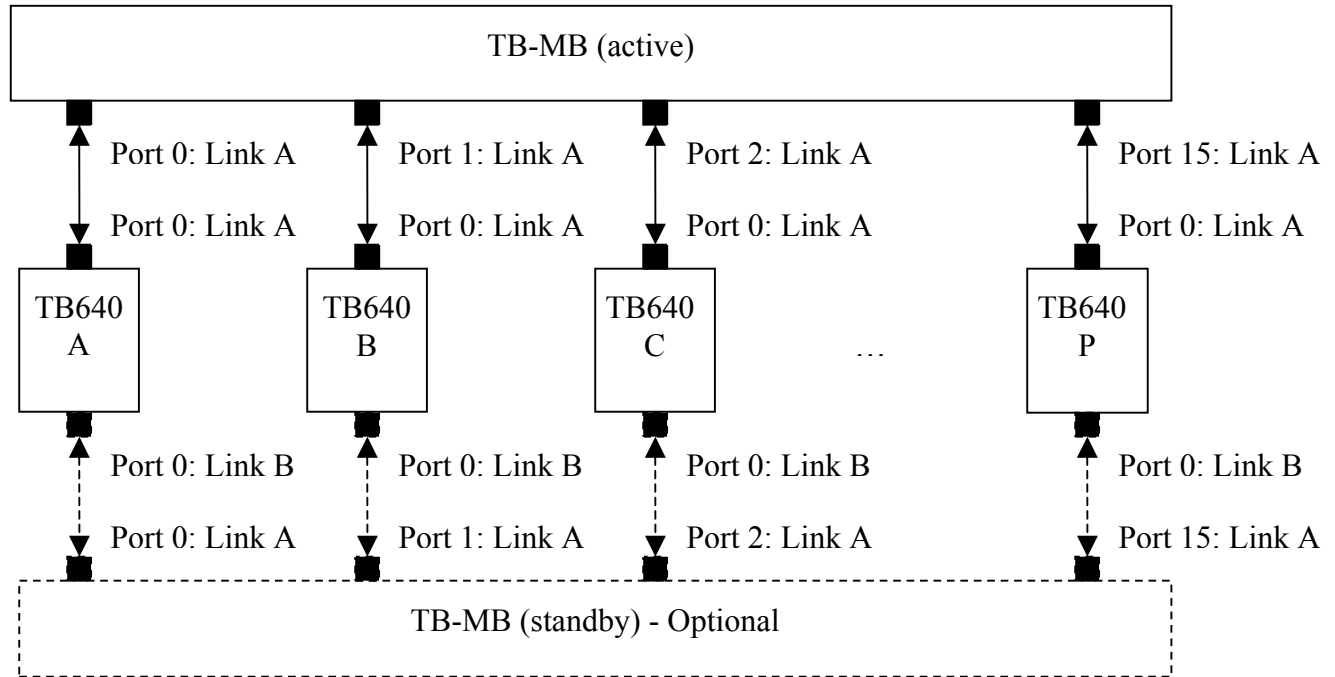 TB-MB (active)
Port 0: Link A
Port 1: Link A
Port 2: Link A
Port 15: Link A
Port 0: Link A
Port 0: Link A
Port 0: Link A
Port 0: Link A
TB640
A
TB640
B
TB640
C
...
TB640
P
Port 0: Link B
Port 0: Link B
Port 0: Link B
Port 0: Link B
Port 0: Link A
Port 1: Link A
Port 2: Link A
Port 15: Link A
TB-MB (standby) - Optional